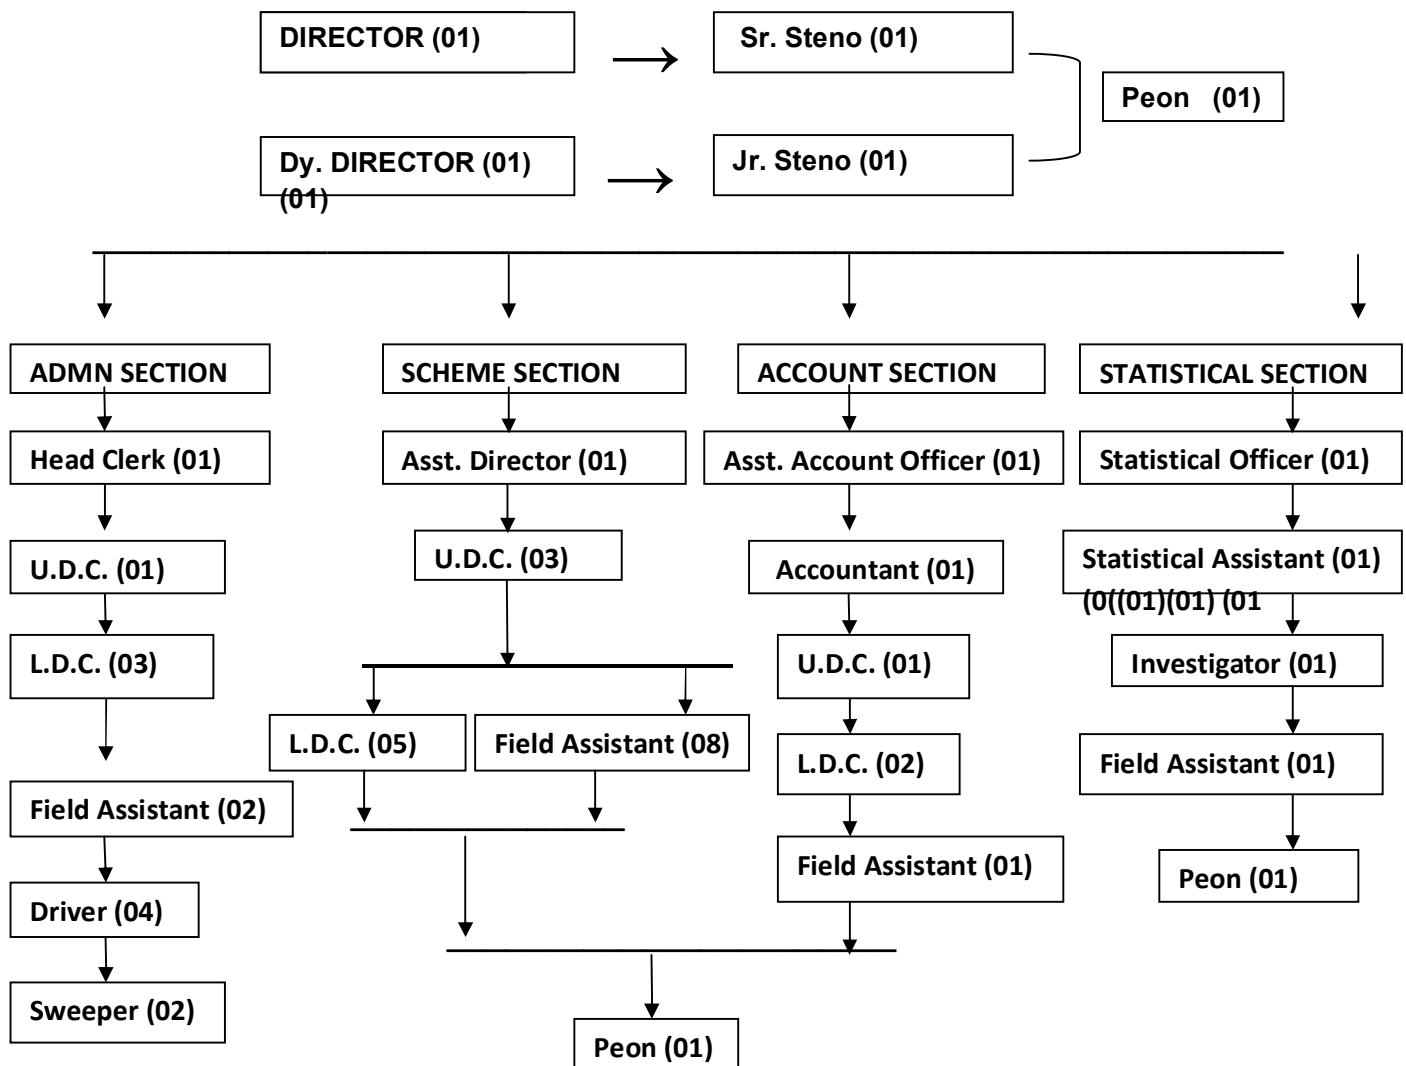 DIRECTOR (01)
Sr. Steno (01)
Peon (01)
Dy. DIRECTOR (01)
(01)
Jr. Steno (01)
ADMN SECTION
SCHEME SECTION
ACCOUNT SECTION
STATISTICAL SECTION
Head Clerk (01)
Asst. Director (01)
Asst. Account Officer (01)
Statistical Officer (01)
U.D.C. (01)
U.D.C. (03)
Accountant (01)
Statistical Assistant (01)
(0((01)(01) (01
L.D.C. (03)
U.D.C. (01)
Investigator (01)
L.D.C. (05)
Field Assistant (08)
L.D.C. (02)
Field Assistant (01)
Field Assistant (02)
Field Assistant (01)
Peon (01)
Driver (04)
Sweeper (02)
Peon (01)